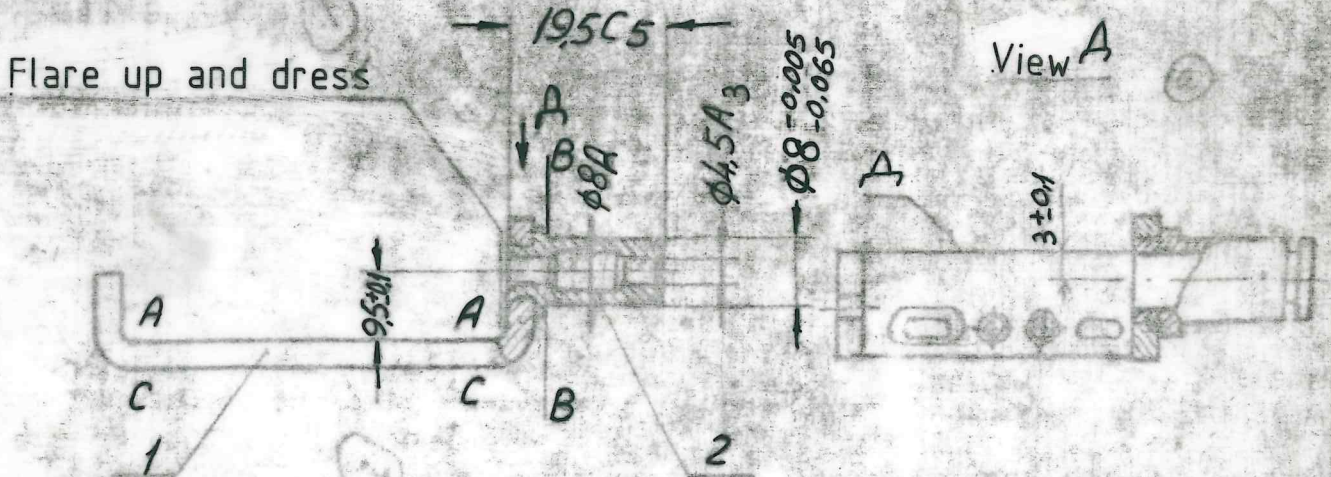 19,5C5
Flare up and dress
View Д
Д
B
Ø8Д
Ø4,5A3
Ø8 -0,005
-0,065
Д
3±0,1
9,5±0,1
A
A
C
C
B
1
2